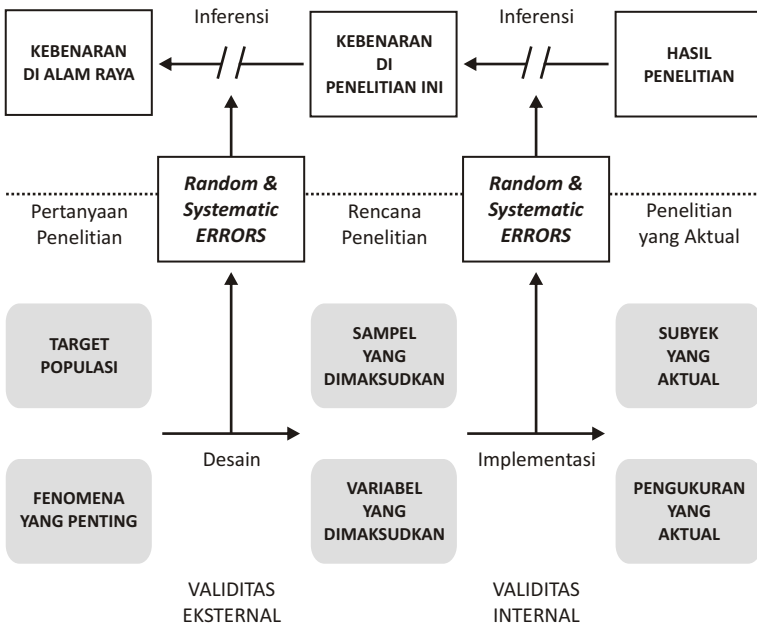 Inferensi
Inferensi
KEBENARAN
DI ALAM RAYA
KEBENARAN
DI
PENELITIAN INI
HASIL
PENELITIAN
Random &
Systematic
ERRORS
Random &
Systematic
ERRORS
Pertanyaan
Penelitian
Rencana
Penelitian
Penelitian
yang Aktual
TARGET
POPULASI
SAMPEL
YANG
DIMAKSUDKAN
SUBYEK
YANG
AKTUAL
Desain
Implementasi
FENOMENA
YANG PENTING
VARIABEL
YANG
DIMAKSUDKAN
PENGUKURAN
YANG
AKTUAL
VALIDITAS
EKSTERNAL
VALIDITAS
INTERNAL